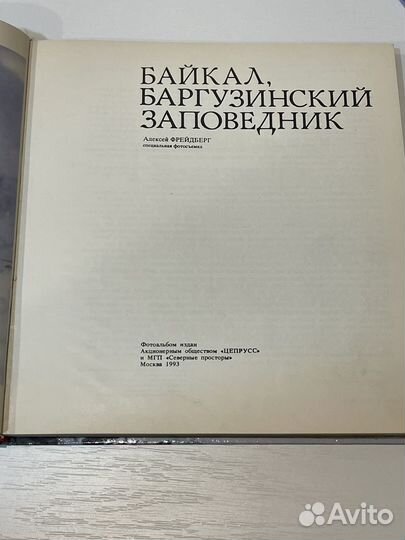 БАЙКАЛ,
БАРГУЗИНСКИЙ
ЗАПОВЕДНИК
Алексей ФРЕЙДБЕРГ
специальная фотосъемка
Фотоальбом издан
Акционерным обществом «ЦЕПРУСС»
и МГП «Северные просторы»
Москва 1993
Avito